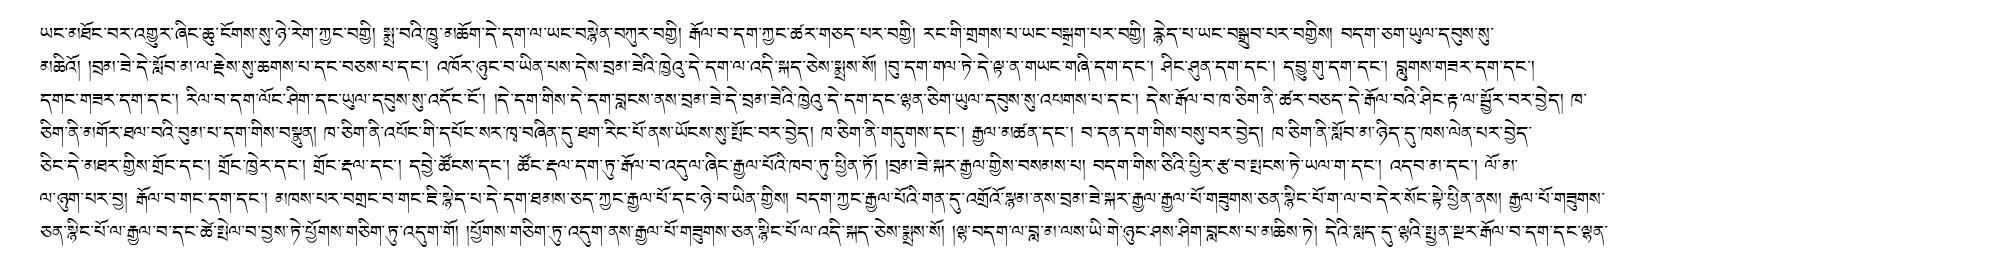 ཡང་མཐོང་བར་འགྱུར་ཞིང་ཆུ་ངོགས་སུ་ཉེ་རེག་ཀྱང་བགྱི། སྨྲ་བའི་ཁྱུ་མཆོག་དེ་དག་ལ་ཡང་བསྙེན་བཀུར་བགྱི། རྒོལ་བ་དག་ཀྱང་ཚར་གཅད་པར་བགྱི། རང་གི་གྲགས་པ་ཡང་བསྒྲག་པར་བགྱི། རྙེད་པ་ཡང་བསྒྲུབ་པར་བགྱིས། བདག་ཅག་ཡུལ་དབུས་སུ་
མཆིའོ། །བྲམ་ཟེ་དེ་སློབ་མ་ལ་རྗེས་སུ་ཆགས་པ་དང་བཅས་པ་དང་། འཁོར་ཉུང་བ་ཡིན་པས་དེས་བྲམ་ཟེའི་ཁྱེའུ་དེ་དག་ལ་འདི་སྐད་ཅེས་སྨྲས་སོ། །བུ་དག་གལ་ཏེ་དེ་ལྟ་ན་གཡང་གཞི་དག་དང་། ཤིང་ཤུན་དག་དང་། དབྱུ་གུ་དག་དང་། བླུགས་གཟར་དག་དང་།
དགང་གཟར་དག་དང་། རིལ་བ་དག་ལོང་ཤིག་དང་ཡུལ་དབུས་སུ་འདོང་ངོ་། །དེ་དག་གིས་དེ་དག་བླངས་ནས་བྲམ་ཟེ་དེ་བྲམ་ཟེའི་ཁྱེའུ་དེ་དག་དང་ལྷན་ཅིག་ཡུལ་དབུས་སུ་འཕགས་པ་དང་། དེས་རྒོལ་བ་ཁ་ཅིག་ནི་ཚར་བཅད་དེ་རྒོལ་བའི་ཤིང་རྟ་ལ་སྦྱོར་བར་བྱེད། ཁ་
ཅིག་ནི་མགོར་ཐལ་བའི་བུམ་པ་དག་གིས་བསྣུན། ཁ་ཅིག་ནི་འཕོང་གི་དཔོང་སར་ཁྭ་བཞིན་དུ་ཐག་རིང་པོ་ནས་ཡོངས་སུ་སྤོང་བར་བྱེད། ཁ་ཅིག་ནི་གདུགས་དང་། རྒྱལ་མཚན་དང་། བ་དན་དག་གིས་བསུ་བར་བྱེད། ཁ་ཅིག་ནི་སློབ་མ་ཉིད་དུ་ཁས་ལེན་པར་བྱེད་
ཅིང་དེ་མཐར་གྱིས་གྲོང་དང་། གྲོང་ཁྱེར་དང་། གྲོང་རྡལ་དང་། དབྱེ་ཚོངས་དང་། ཚོང་རྡལ་དག་ཏུ་རྒོལ་བ་འདུལ་ཞིང་རྒྱལ་པོའི་ཁབ་ཏུ་ཕྱིན་ཏོ། །བྲམ་ཟེ་སྐར་རྒྱལ་གྱིས་བསམས་པ། བདག་གིས་ཅིའི་ཕྱིར་རྩ་བ་སྤངས་ཏེ་ཡལ་ག་དང་། འདབ་མ་དང་། ལོ་མ་
ལ་ཉུག་པར་བྱ། རྒོལ་བ་གང་དག་དང་། མཁས་པར་བགྲང་བ་གང་ཇི་སྙེད་པ་དེ་དག་ཐམས་ཅད་ཀྱང་རྒྱལ་པོ་དང་ཉེ་བ་ཡིན་གྱིས། བདག་ཀྱང་རྒྱལ་པོའི་གན་དུ་འགྲོའོ་སྙམ་ནས་བྲམ་ཟེ་སྐར་རྒྱལ་རྒྱལ་པོ་གཟུགས་ཅན་སྙིང་པོ་ག་ལ་བ་དེར་སོང་སྟེ་ཕྱིན་ནས། རྒྱལ་པོ་གཟུགས་
ཅན་སྙིང་པོ་ལ་རྒྱལ་བ་དང་ཚེ་སྤེལ་བ་བྱས་ཏེ་ཕྱོགས་གཅིག་ཏུ་འདུག་གོ། །ཕྱོགས་གཅིག་ཏུ་འདུག་ནས་རྒྱལ་པོ་གཟུགས་ཅན་སྙིང་པོ་ལ་འདི་སྐད་ཅེས་སྨྲས་སོ། །ལྷ་བདག་ལ་བླ་མ་ལས་ཡི་གེ་ཉུང་ཤས་ཤིག་བླངས་པ་མཆིས་ཏེ། དེའི་སླད་དུ་ལྷའི་སྤྱན་སྔར་རྒོལ་བ་དག་དང་ལྷན་